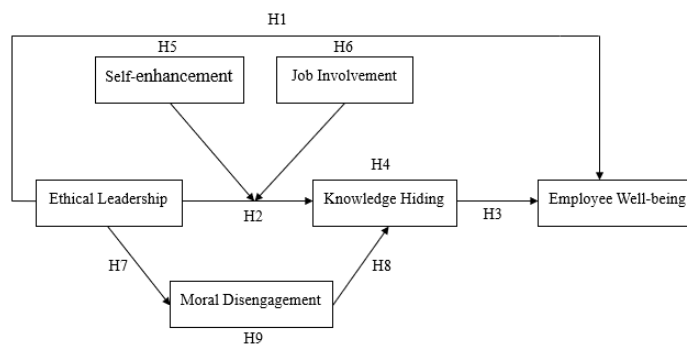 H1
H5
H6
Self-enhancement
Job Involvement
H4
Ethical Leadership
Knowledge Hiding
Employee Well-being
H2
H3
H7
H8
Moral Disengagement
H9